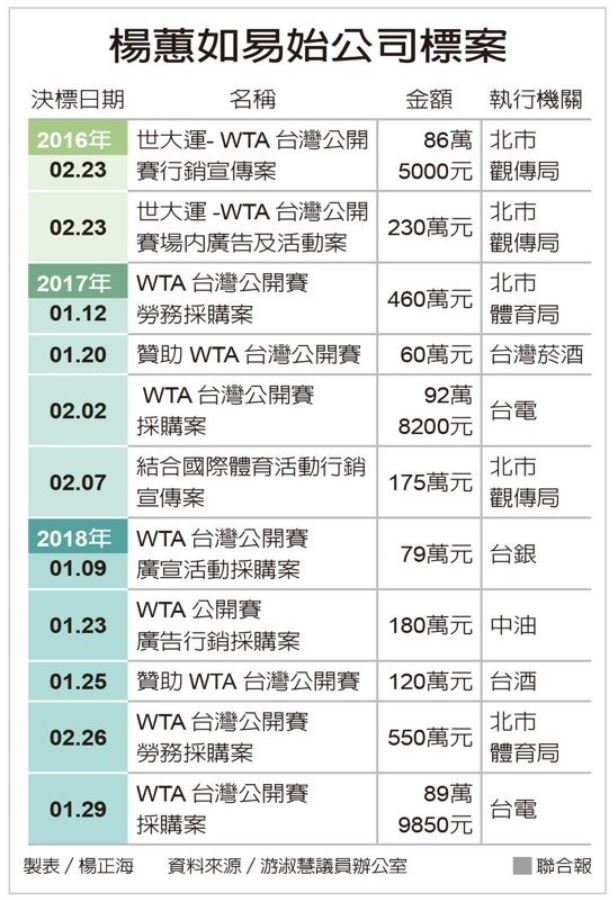 楊蕙如易始公司標案
決標日期 名稱 金額 執行機關
2016年 世大運- WTA 台灣公開 86萬 北市
02.23 賽行銷宣傳案 5000元 觀傳局
02.23 世大運 -WTA 台灣公開 230萬元 北市
賽場內廣告及活動案 觀傳局
2017年 WTA 台灣公開賽 460萬元 北市
01.12 勞務採購案 體育局
01.20 贊助 WTA 台灣公開賽 60萬元 台灣菸酒
02.02 WTA 台灣公開賽 92萬 台電
採購案 8200元
02.07 結合國際體育活動行銷 175萬元 北市
宣傳案 觀傳局
2018年 WTA 台灣公開賽 79萬元 台銀
01.09 廣宣活動採購案
01.23 WTA 公開賽 180萬元 中油
廣告行銷採購案
01.25 贊助 WTA 台灣公開賽 120萬元 台酒
02.26 WTA 台灣公開賽 550萬元 北市
勞務採購案 體育局
01.29 WTA 台灣公開賽 89萬 台電
採購案 9850元
製表 / 楊正海 資料來源 / 游淑慧議員辦公室 聯合報